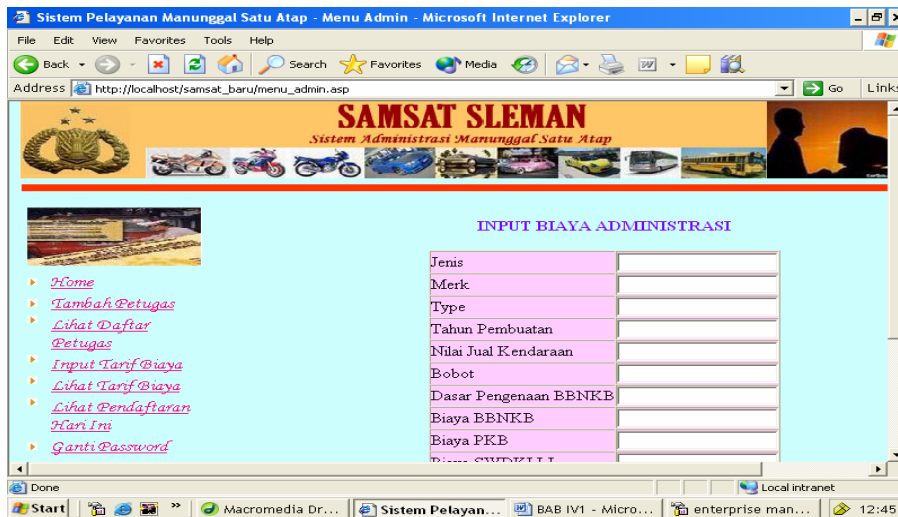 Sistem Pelayanan Manunggal Satu Atap - Menu Admin - Microsoft Internet Explorer
File Edit View Favorites Tools Help
Back Search Favorites Media
Address http://localhost/samsat_baru/menu_admin.asp Go Links
SAMSAT SLEMAN
Sistem Administrasi Manunggal Satu Atap
INPUT BIAYA ADMINISTRASI
Home
Tambah Petugas
Lihat Daftar
Petugas
Input Tarif Biaya
Lihat Tarif Biaya
Lihat Pendaftaran
Hari Ini
Ganti Password
Jenis
Merk
Type
Tahun Pembuatan
Nilai Jual Kendaraan
Bobot
Dasar Pengenaan BBNKB
Biaya BBNKB
Biaya PKB
Biaya SWDKLLJ
Done Local intranet
Start Macromedia Dr... Sistem Pelayan... BAB IV1 - Micro... enterprise man... 12:45